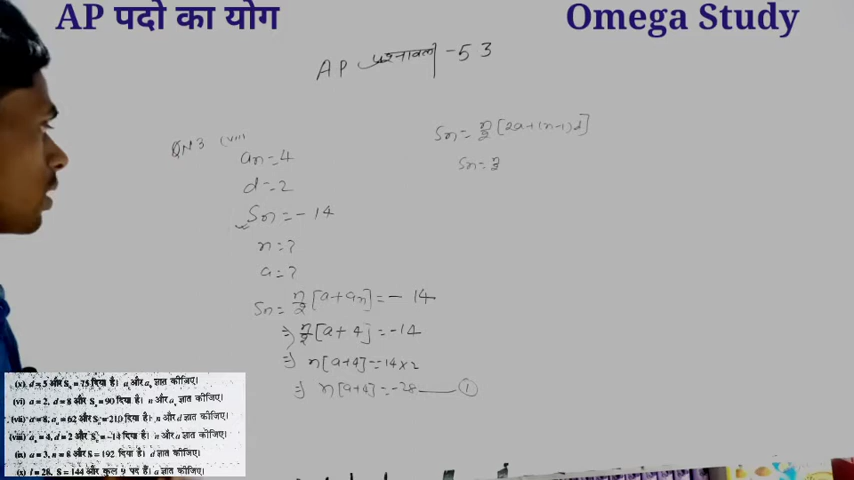 AP पदो का योग
Omega Study
AP प्रश्नावली - 5 3
QN3 (viii)
an = 4
d = 2
Sn = - 14
n = ?
a = ?
Sn = n/2 [a + an] = - 14
⇒ n/2 [a + 4] = -14
⇒ n[a+4] = -14×2
⇒ n[a+4] = -28 —— ①
Sn = n/2 [2a+(n-1)d]
Sn = n/2
(v) d = 5 और S₉ = 75 दिया है। a और a₉ ज्ञात कीजिए।
(vi) a = 2, d = 8 और Sₙ = 90 दिया है। n और aₙ ज्ञात कीजिए।
(vii) a = 8, aₙ = 62 और Sₙ = 210 दिया है। n और d ज्ञात कीजिए।
(viii) aₙ = 4, d = 2 और Sₙ = -14 दिया है। n और a ज्ञात कीजिए।
(ix) a = 3, n = 8 और S = 192 दिया है। d ज्ञात कीजिए।
(x) l = 28, S = 144 और कुल 9 पद हैं। a ज्ञात कीजिए।